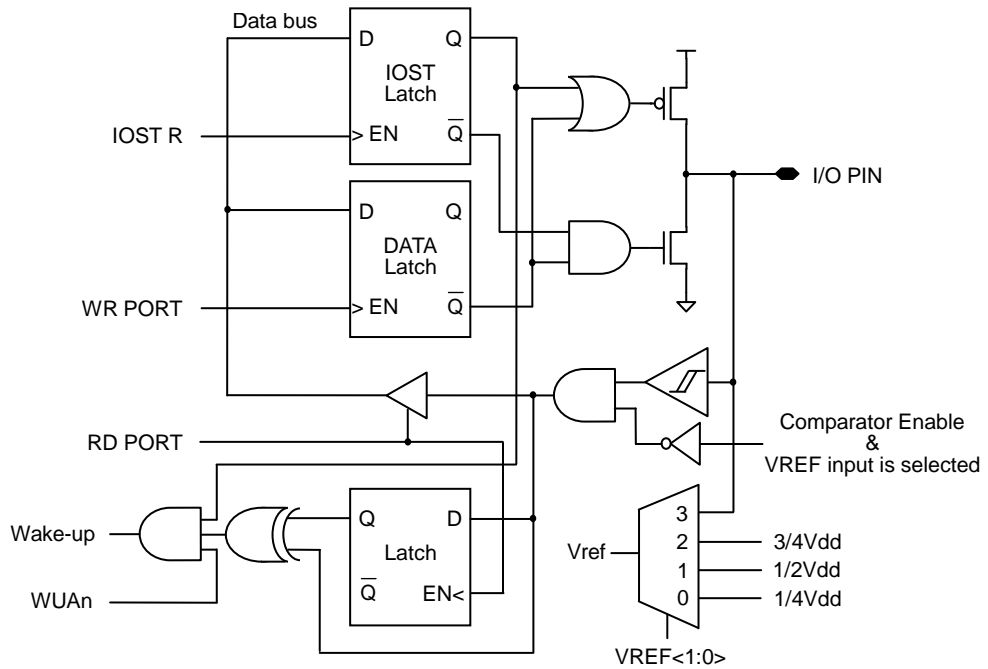 Data bus
D
Q
IOST
Latch
IOST R
> EN
Q̅
I/O PIN
D
Q
DATA
Latch
WR PORT
> EN
Q̅
Comparator Enable
&
VREF input is selected
RD PORT
Wake-up
Q
D
Latch
Q̅
EN<
WUAn
Vref
3
2
1
0
3/4Vdd
1/2Vdd
1/4Vdd
VREF<1:0>